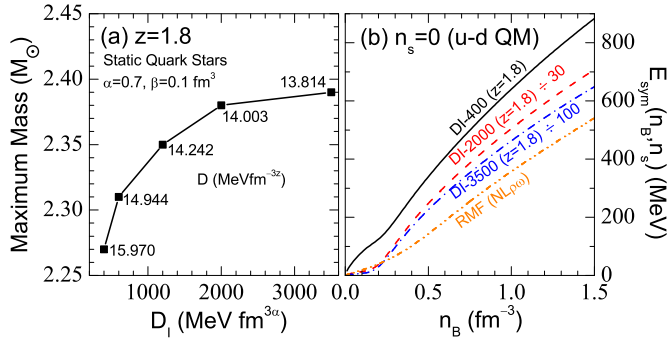 (a) z=1.8
Static Quark Stars
α=0.7, β=0.1 fm³
13.814
14.003
14.242
D (MeVfm⁻³ᶻ)
14.944
15.970
2.40
2.35
2.30
2.25
Maximum Mass (M⊙)
1000 2000 3000
D_I (MeV fm³ᵅ)
(b) n_s=0 (u-d QM)
DI-400 (z=1.8)
DI-2000 (z=1.8) ÷ 30
DI-3500 (z=1.8) ÷ 100
RMF (NLρω)
800
600
400
200
0
E_sym(n_B,n_s) (MeV)
0.0 0.5 1.0 1.5
n_B (fm⁻³)